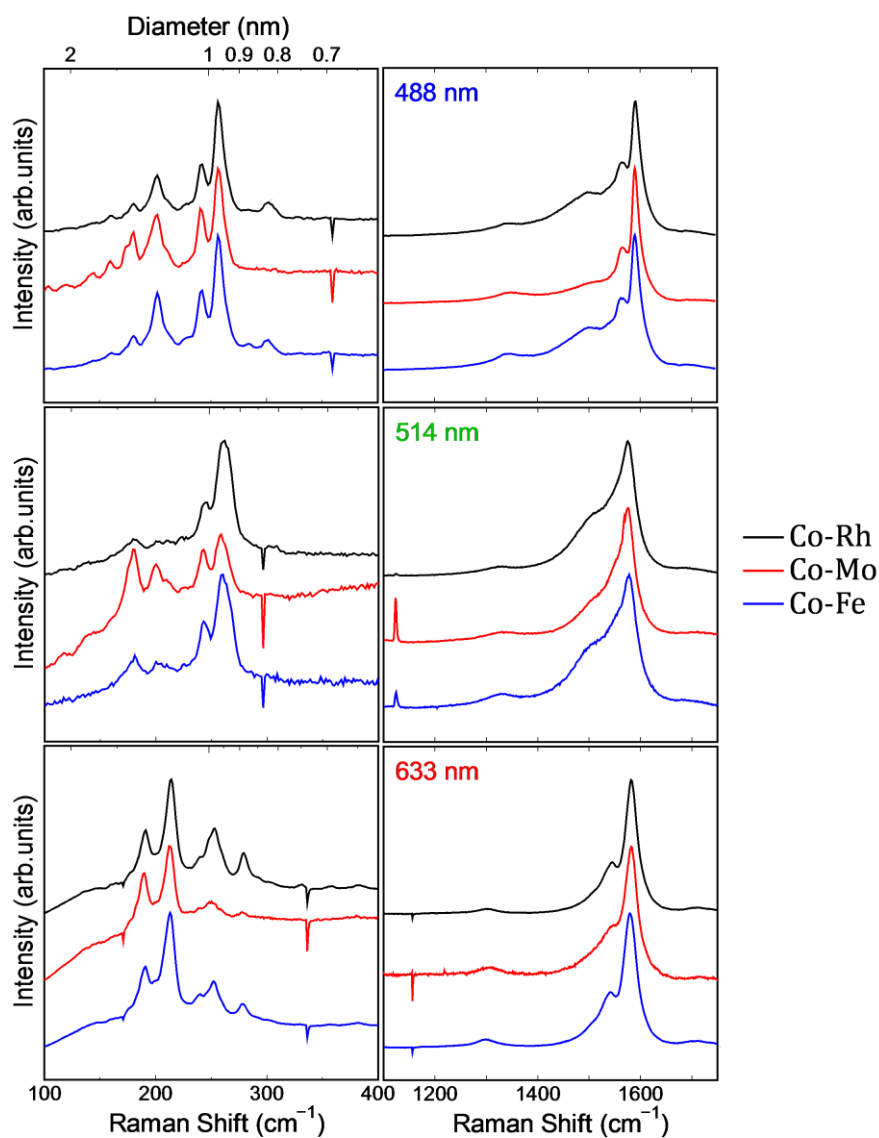 Diameter (nm)
2 1 0.9 0.8 0.7
488 nm
Intensity (arb.units)
514 nm
Intensity (arb.units)
Co-Rh
Co-Mo
Co-Fe
633 nm
Intensity (arb.units)
100 200 300 400 1200 1400 1600
Raman Shift (cm⁻¹) Raman Shift (cm⁻¹)